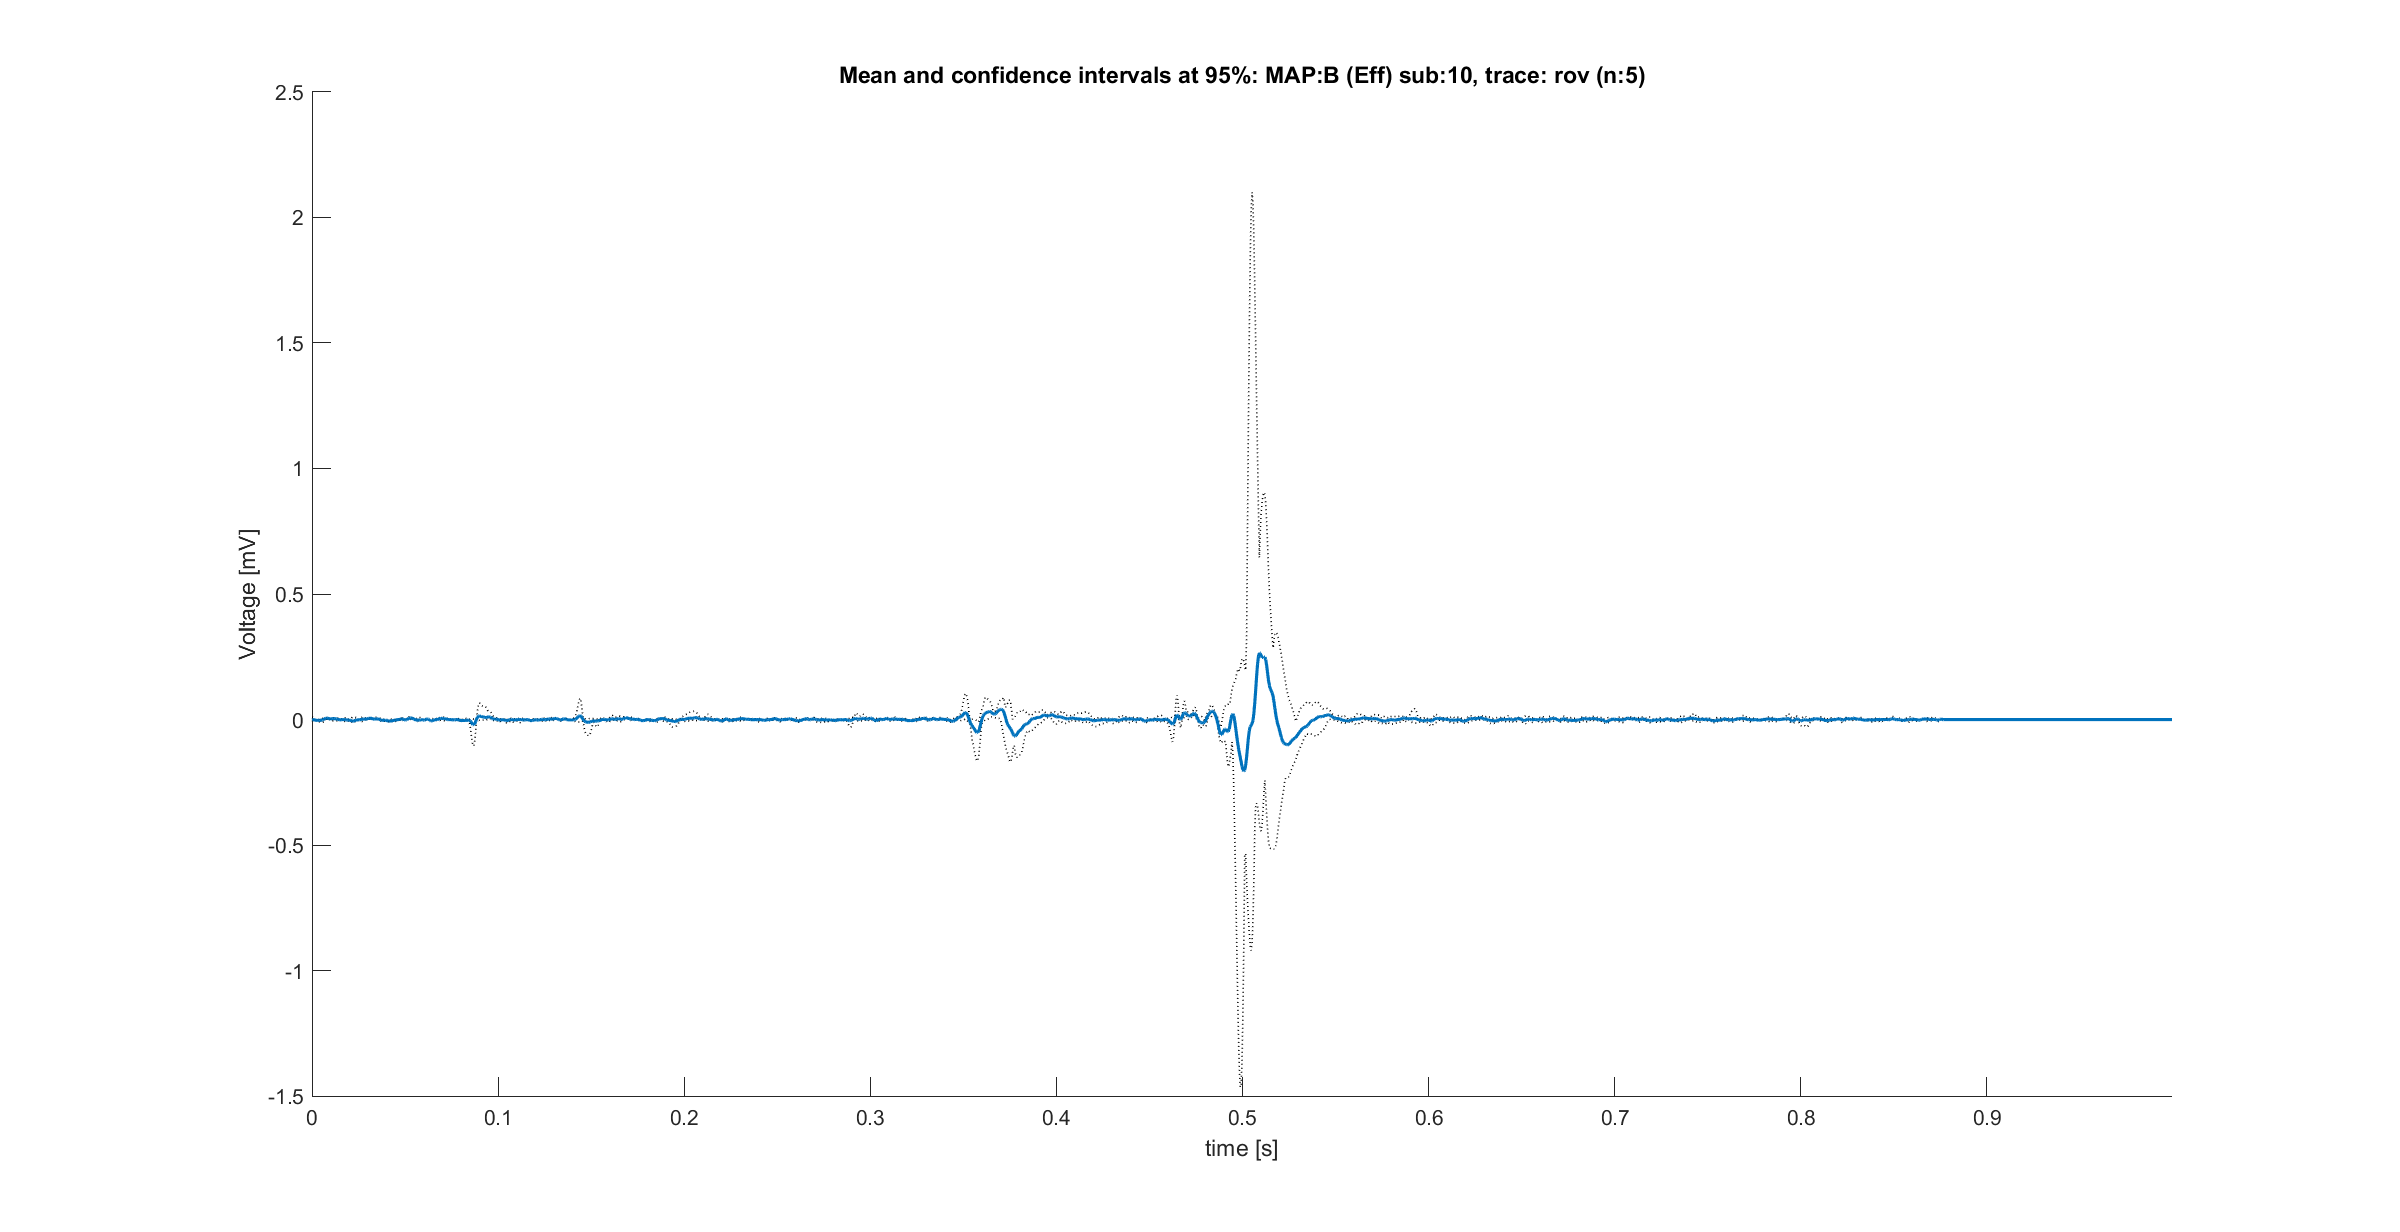 Mean and confidence intervals at 95%: MAP:B (Eff) sub:10, trace: rov (n:5)
2.5
2
1.5
1
0.5
0
-0.5
-1
-1.5
Voltage [mV]
0 0.1 0.2 0.3 0.4 0.5 0.6 0.7 0.8 0.9
time [s]